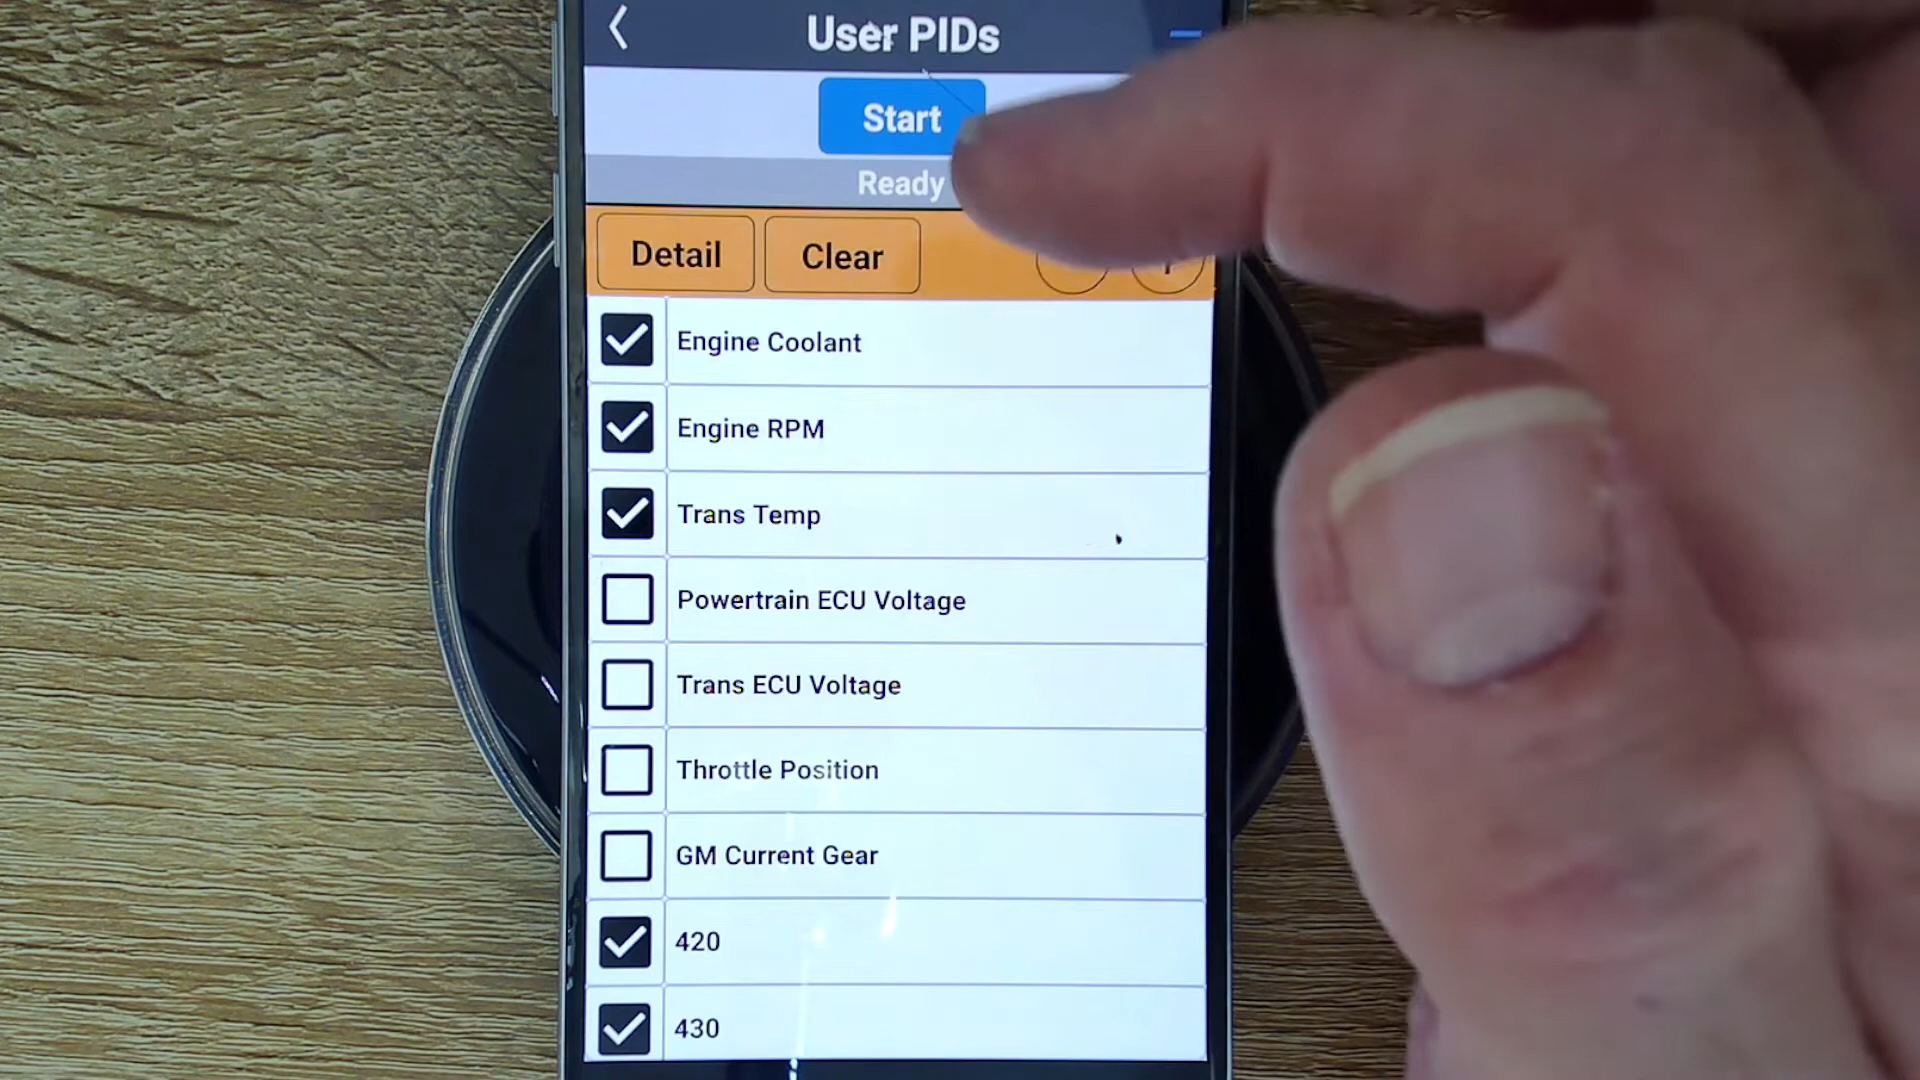 User PIDs
Start
Ready
Detail Clear
Engine Coolant
Engine RPM
Trans Temp
Powertrain ECU Voltage
Trans ECU Voltage
Throttle Position
GM Current Gear
420
430